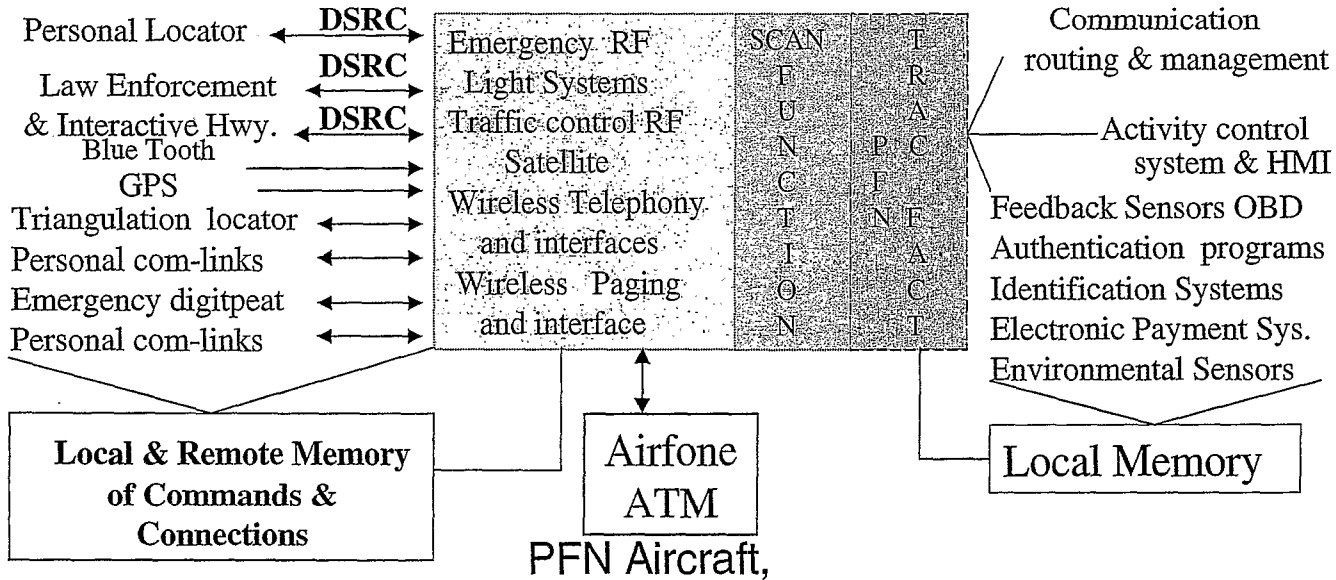 Personal Locator
DSRC
Law Enforcement
& Interactive Hwy.
DSRC
DSRC
Blue Tooth
GPS
Triangulation locator
Personal com-links
Emergency digitpeat
Personal com-links
Emergency RF
Light Systems
Traffic control RF
Satellite
Wireless Telephony
and interfaces
Wireless Paging
and interface
SCAN
FUNCTION
PFN
TRAC FACT
Communication
routing & management
Activity control
system & HMI
Feedback Sensors OBD
Authentication programs
Identification Systems
Electronic Payment Sys.
Environmental Sensors
Local & Remote Memory
of Commands &
Connections
Airfone
ATM
Local Memory
PFN Aircraft,